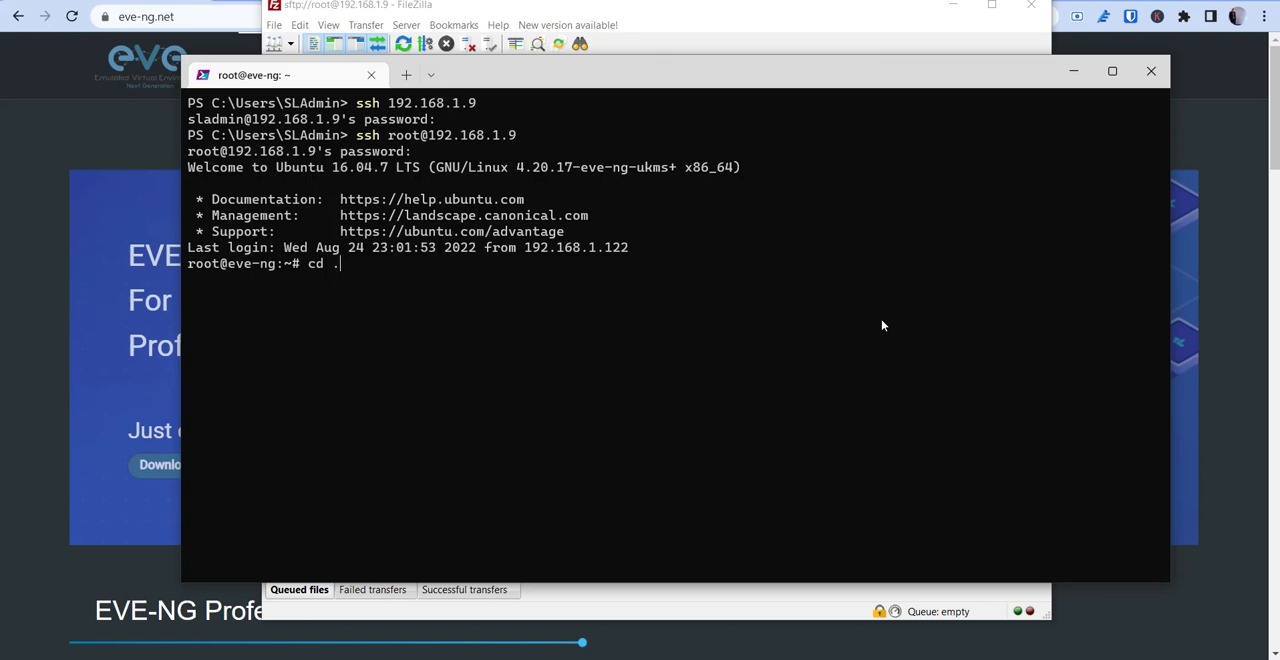 eve-ng.net
sftp://root@192.168.1.9 - FileZilla
File Edit View Transfer Server Bookmarks Help New version available!
eve
Emulated Virtual
Next Generation
root@eve-ng: ~
PS C:\Users\SLAdmin> ssh 192.168.1.9
sladmin@192.168.1.9's password:
PS C:\Users\SLAdmin> ssh root@192.168.1.9
root@192.168.1.9's password:
Welcome to Ubuntu 16.04.7 LTS (GNU/Linux 4.20.17-eve-ng-ukms+ x86_64)
* Documentation: https://help.ubuntu.com
* Management: https://landscape.canonical.com
* Support: https://ubuntu.com/advantage
Last login: Wed Aug 24 23:01:53 2022 from 192.168.1.122
root@eve-ng:~# cd .
EVE
For
Prof
Just
Downlo
Queued files Failed transfers Successful transfers
EVE-NG Profe
Queue: empty